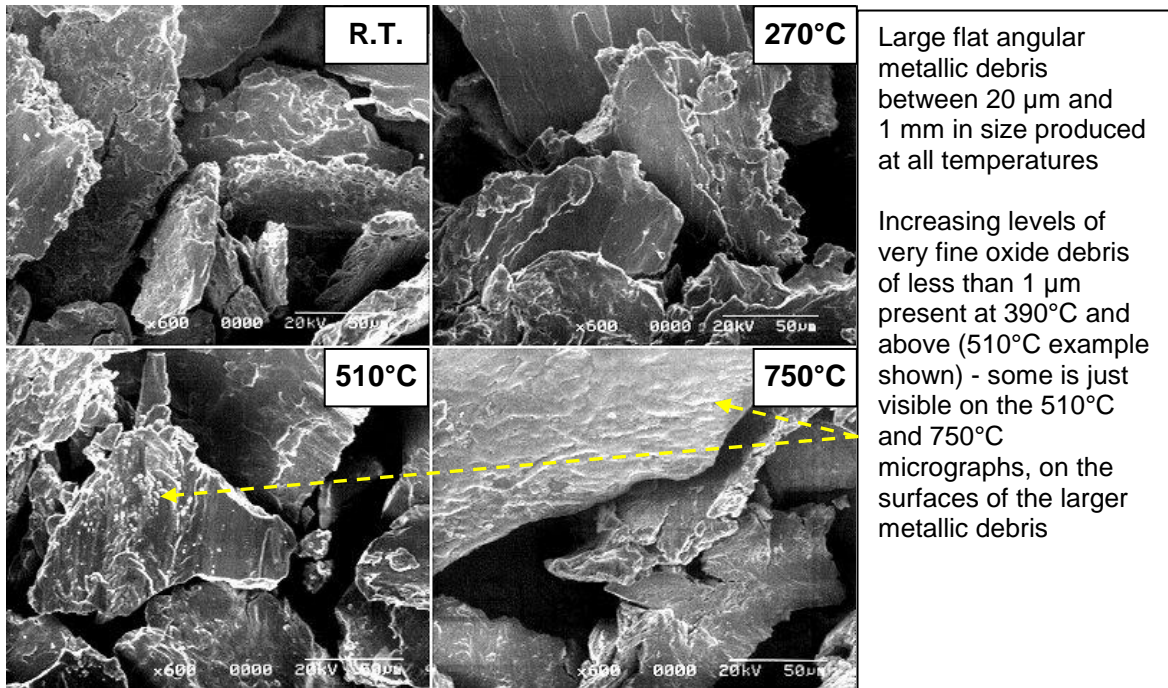 R.T.
x600 0000 20kV 50µm
270°C
x600 0000 20kV 50µm
510°C
x600 0000 20kV 50µm
750°C
x600 0000 20kV 50µm
Large flat angular
metallic debris
between 20 µm and
1 mm in size produced
at all temperatures
Increasing levels of
very fine oxide debris
of less than 1 µm
present at 390°C and
above (510°C example
shown) - some is just
visible on the 510°C
and 750°C
micrographs, on the
surfaces of the larger
metallic debris